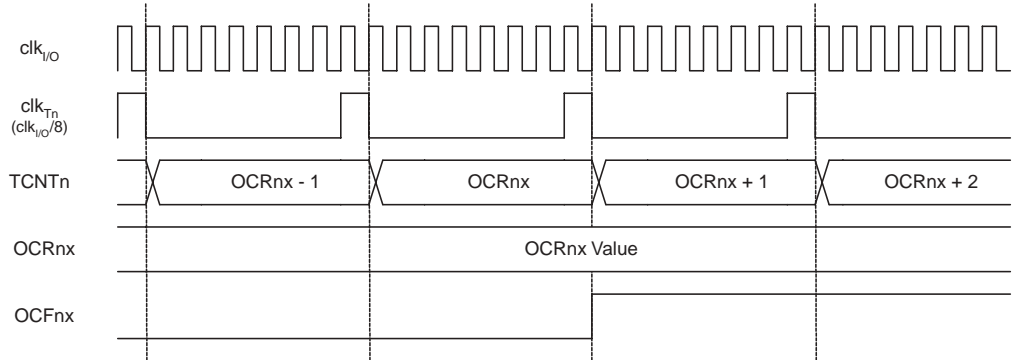 clkI/O
clkTn
(clkI/O/8)
TCNTn
OCRnx - 1
OCRnx
OCRnx + 1
OCRnx + 2
OCRnx
OCRnx Value
OCFnx